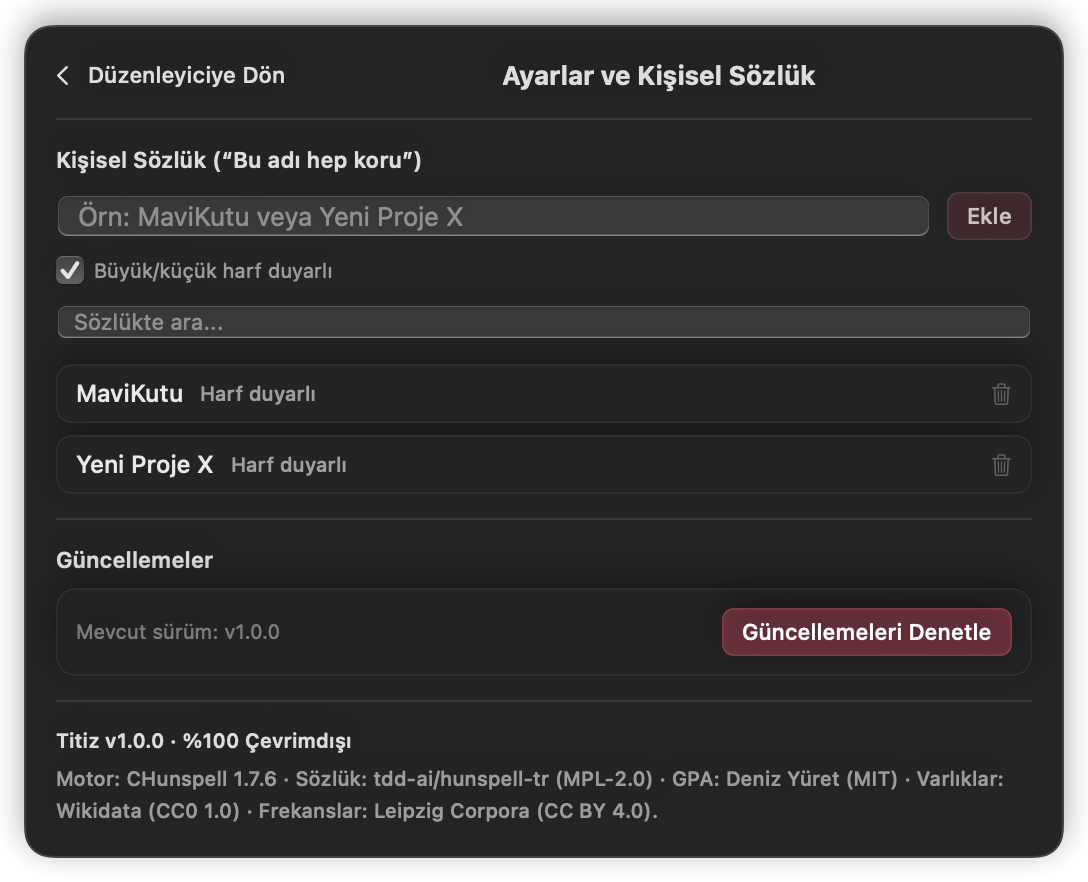 Düzenleyiciye Dön
Ayarlar ve Kişisel Sözlük
Kişisel Sözlük (“Bu adı hep koru”)
Örn: MaviKutu veya Yeni Proje X
Ekle
Büyük/küçük harf duyarlı
Sözlükte ara...
MaviKutu Harf duyarlı
Yeni Proje X Harf duyarlı
Güncellemeler
Mevcut sürüm: v1.0.0
Güncellemeleri Denetle
Titiz v1.0.0 · %100 Çevrimdışı
Motor: CHunspell 1.7.6 · Sözlük: tdd-ai/hunspell-tr (MPL-2.0) · GPA: Deniz Yüret (MIT) · Varlıklar:
Wikidata (CC0 1.0) · Frekanslar: Leipzig Corpora (CC BY 4.0).